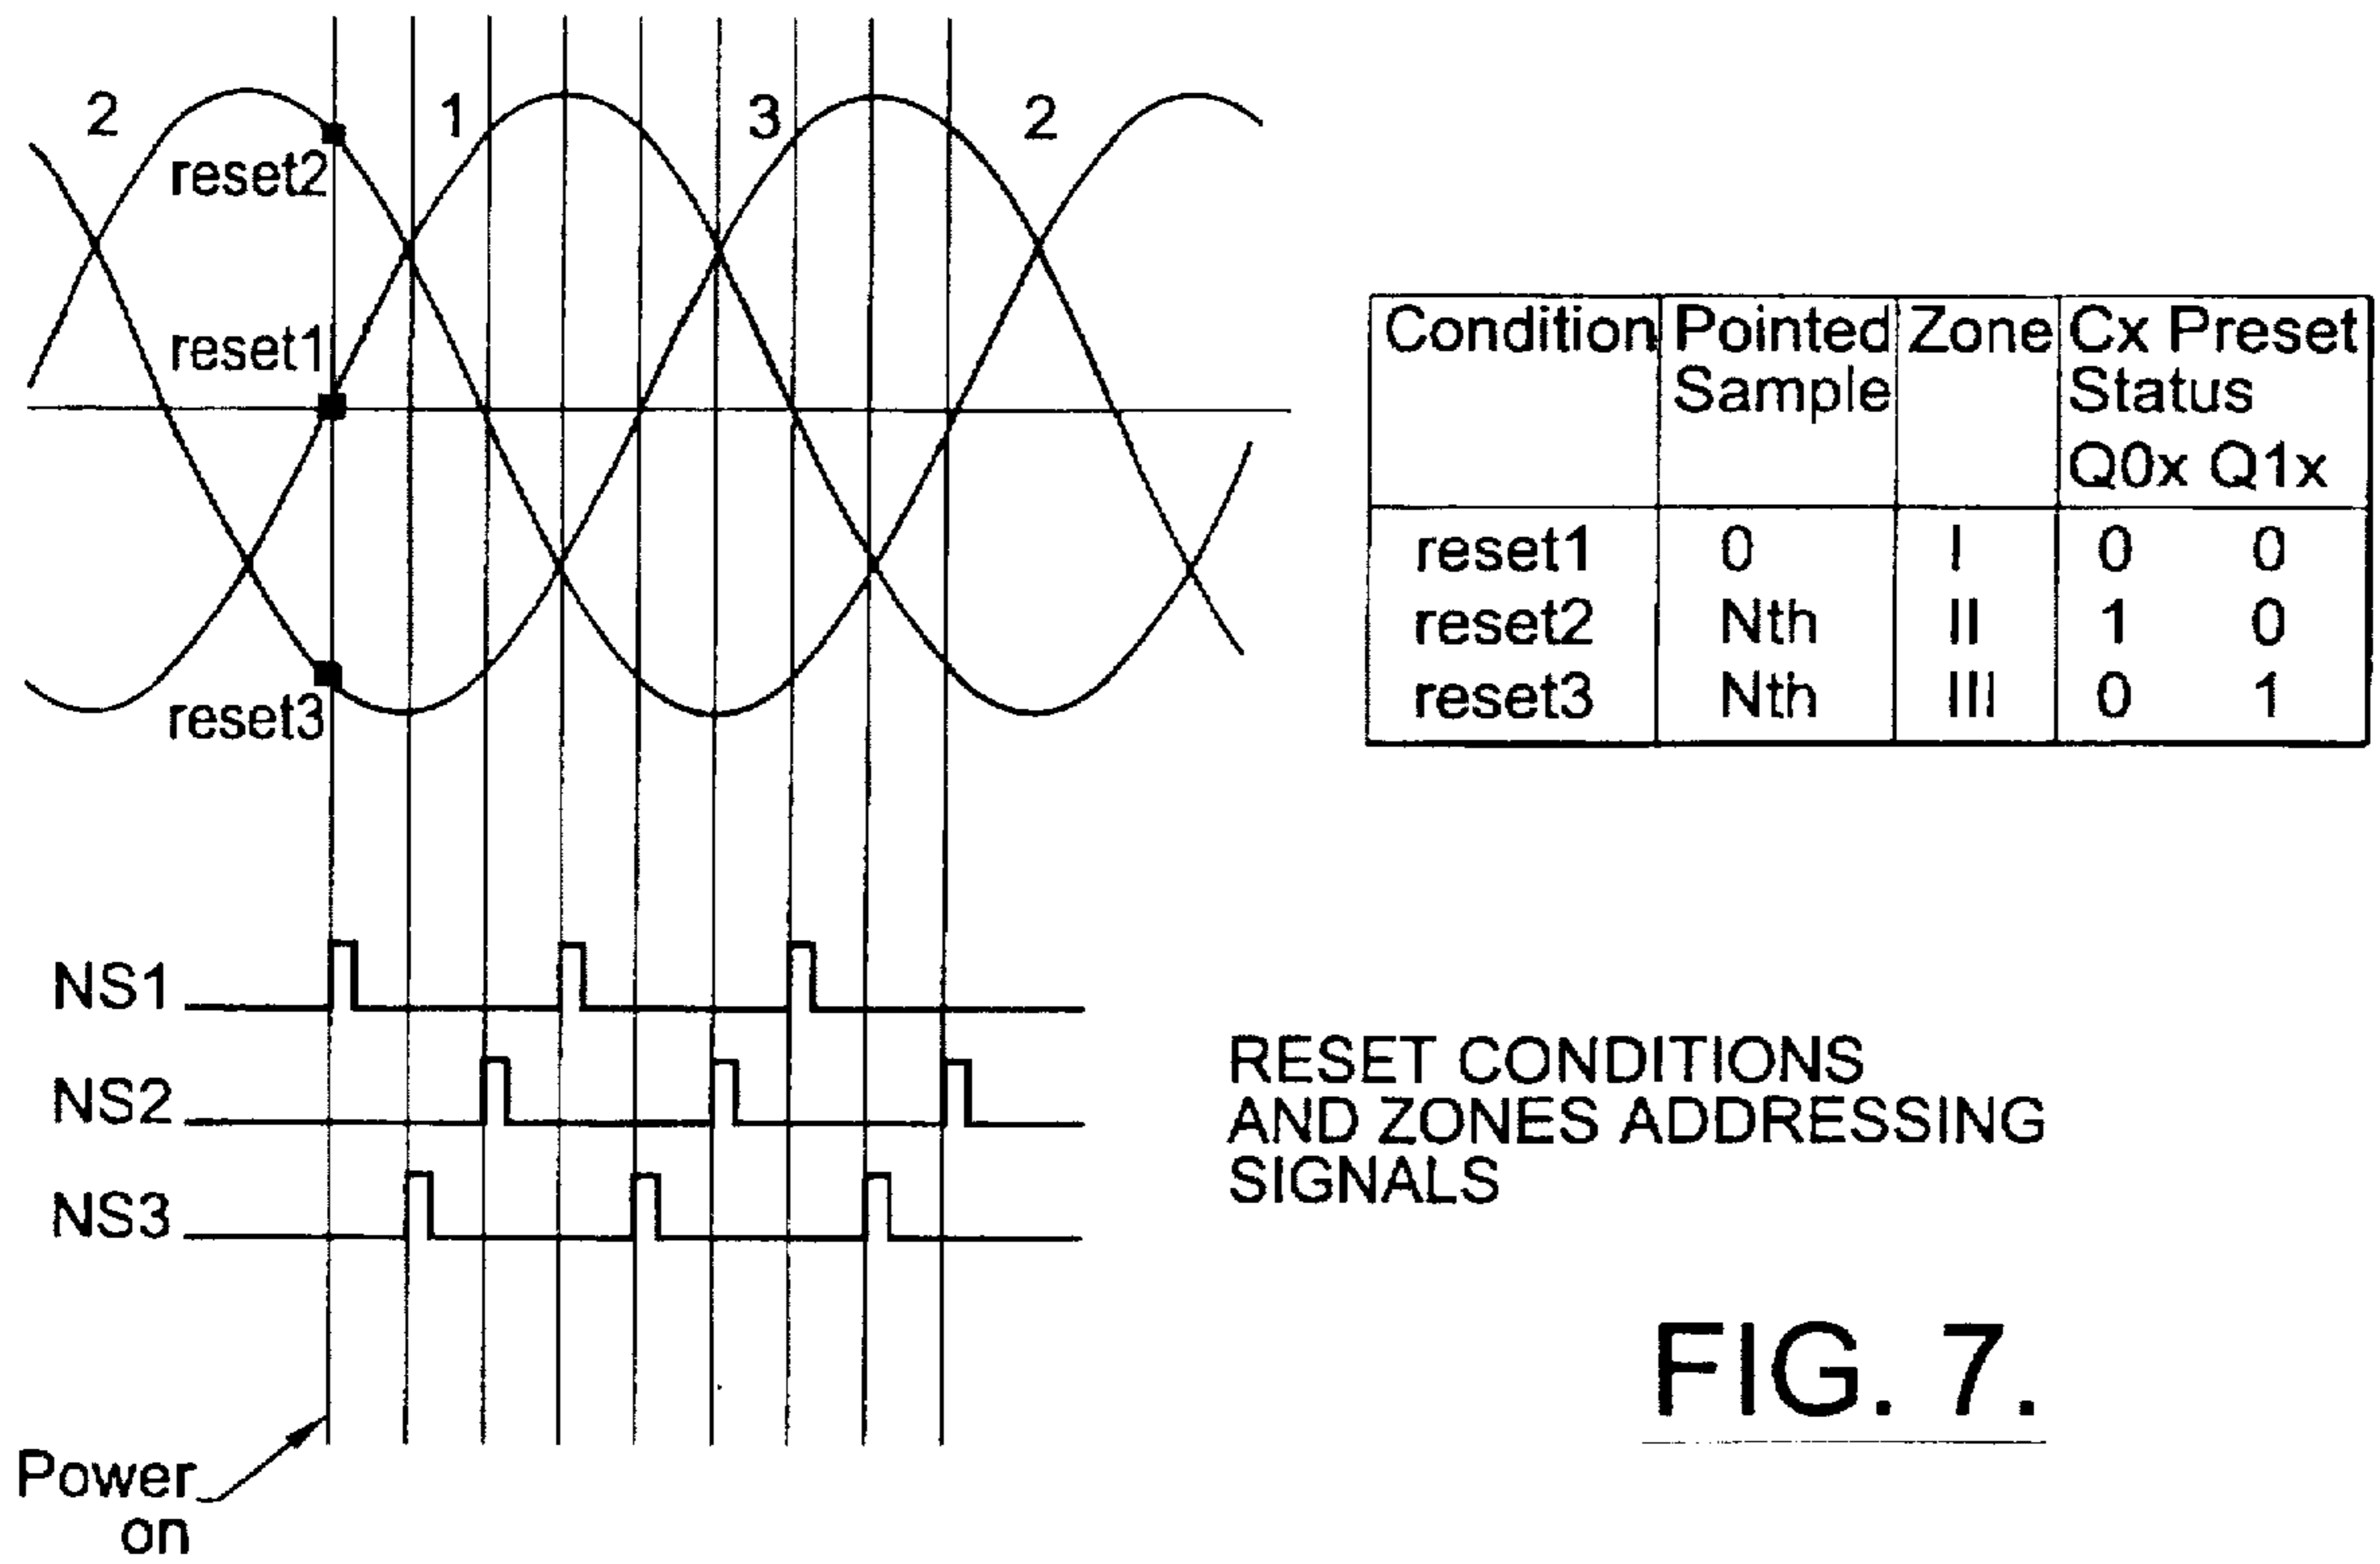 2 1 3 2
reset2
reset1
reset3
Condition Pointed Sample Zone Cx Preset Status
Q0x Q1x
reset1 0 I 0 0
reset2 Nth II 1 0
reset3 Nth III 0 1
NS1
NS2
NS3
RESET CONDITIONS
AND ZONES ADDRESSING
SIGNALS
Power
on
FIG. 7.